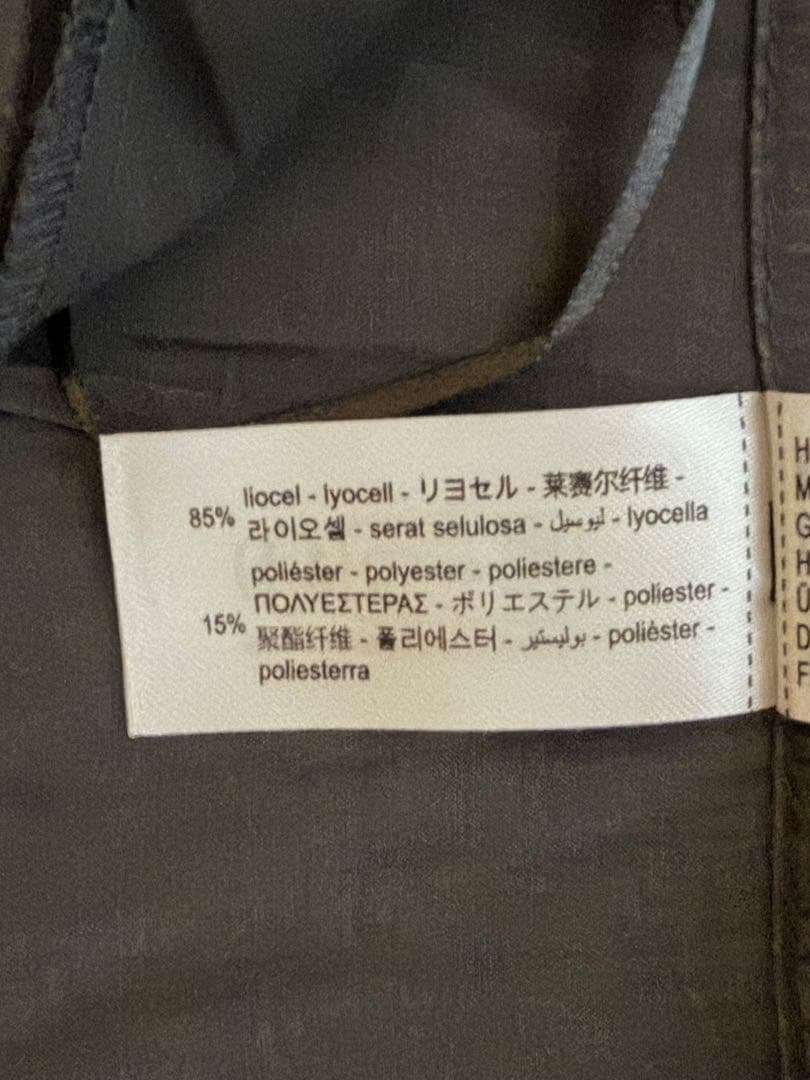 85% liocel - lyocell - リヨセル - 莱赛尔纤维 -
라이오셀 - serat selulosa - ليوسيل - lyocella
poliéster - polyester - poliestere -
15% ΠΟΛΥΕΣΤΕΡΑΣ - ポリエステル - poliester -
聚酯纤维 - 폴리에스터 - بوليستير - polièster -
poliesterra
H
M
G
H
Ü
D
F